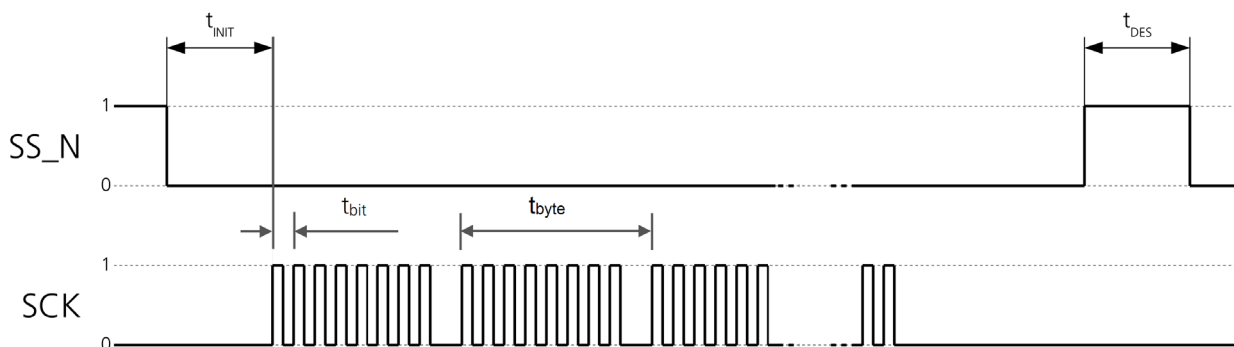 tINIT
tDES
1
SS_N
0
tbit
tbyte
1
SCK
0